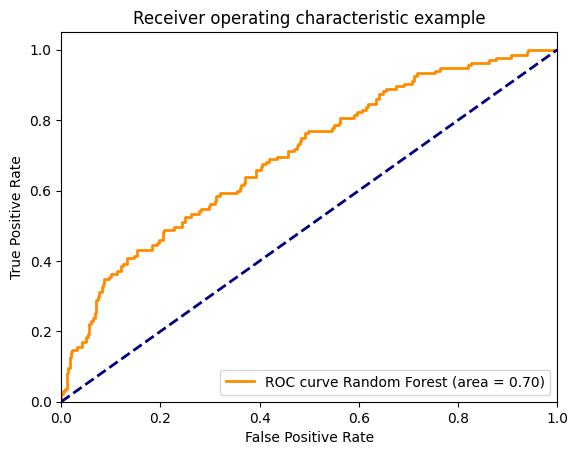 Receiver operating characteristic example
True Positive Rate
1.0
0.8
0.6
0.4
0.2
0.0
ROC curve Random Forest (area = 0.70)
0.0 0.2 0.4 0.6 0.8 1.0
False Positive Rate